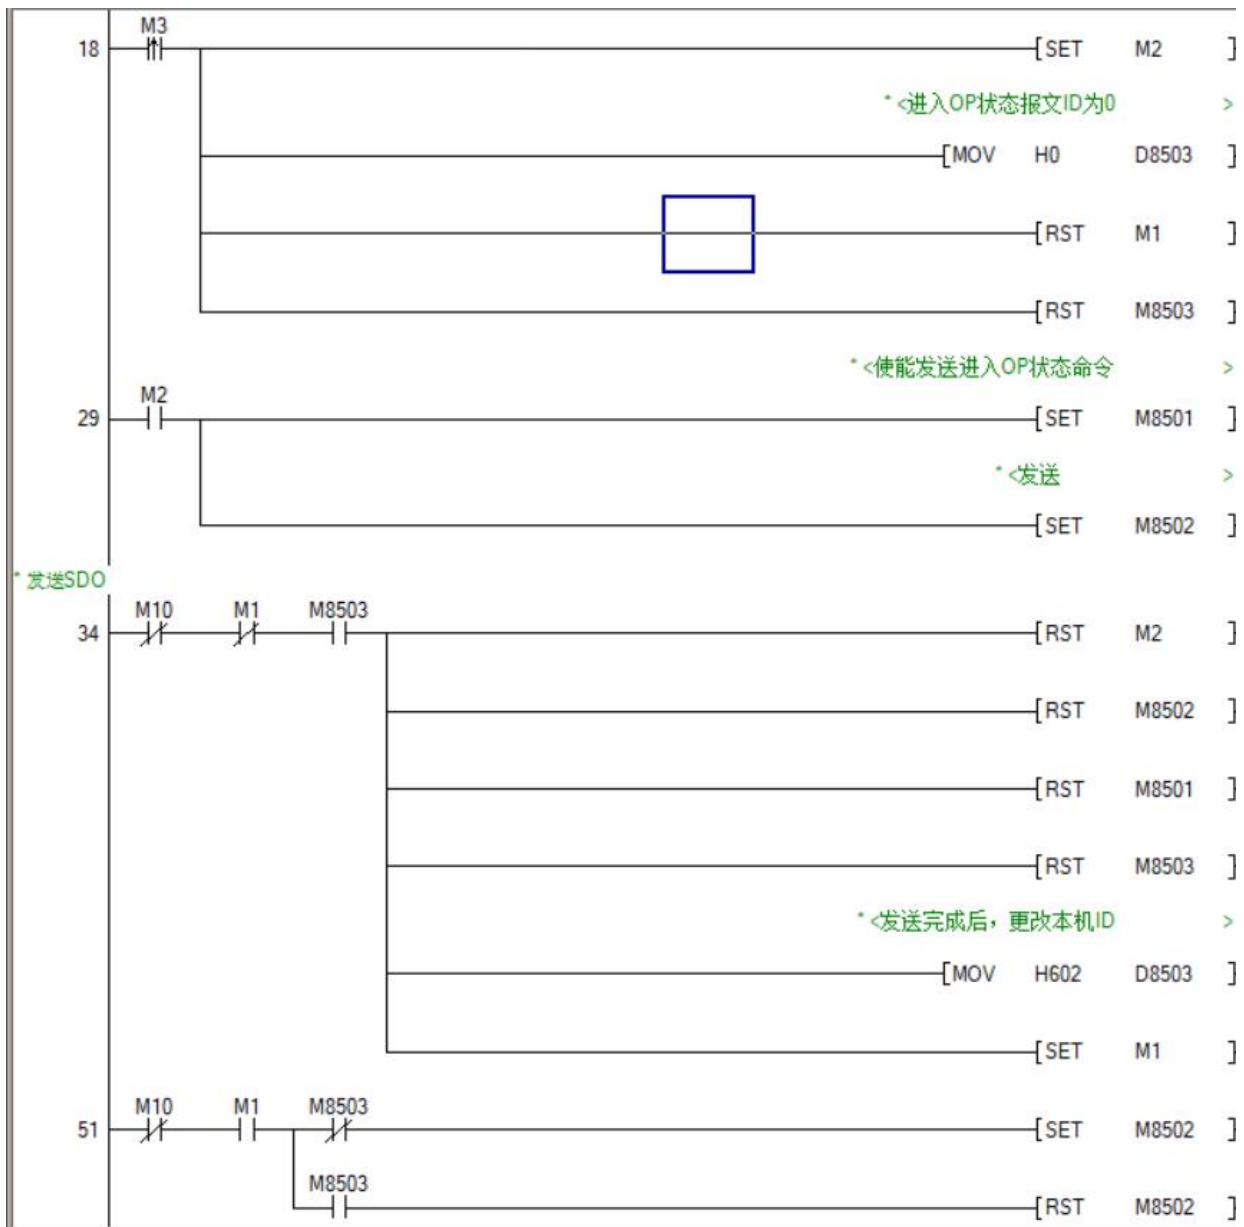 M3
18 [SET M2 ]
* <进入OP状态报文ID为0 >
[MOV H0 D8503 ]
[RST M1 ]
[RST M8503 ]
* <使能发送进入OP状态命令 >
M2
29 [SET M8501 ]
* <发送 >
[SET M8502 ]
* 发送SDO
M10 M1 M8503
34 [RST M2 ]
[RST M8502 ]
[RST M8501 ]
[RST M8503 ]
* <发送完成后，更改本机ID >
[MOV H602 D8503 ]
[SET M1 ]
M10 M1 M8503
51 [SET M8502 ]
M8503
[RST M8502 ]